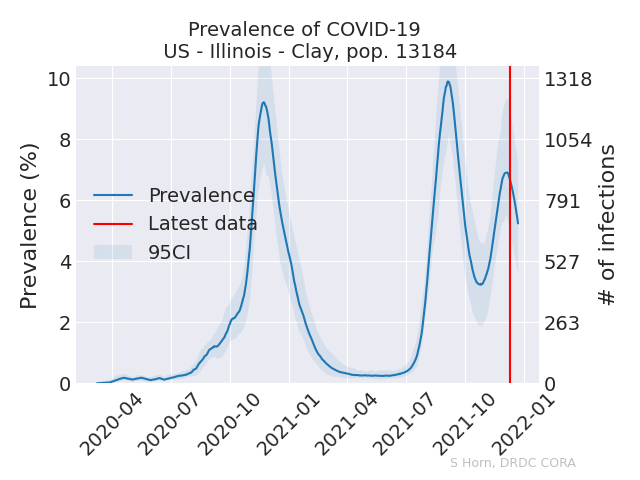 Prevalence of COVID-19
US - Illinois - Clay, pop. 13184
Prevalence (%)
10
8
6
4
2
0
Prevalence
Latest data
95CI
1318
1054
791
527
263
0
# of infections
2020-04
2020-07
2020-10
2021-01
2021-04
2021-07
2021-10
2022-01
S Horn, DRDC CORA